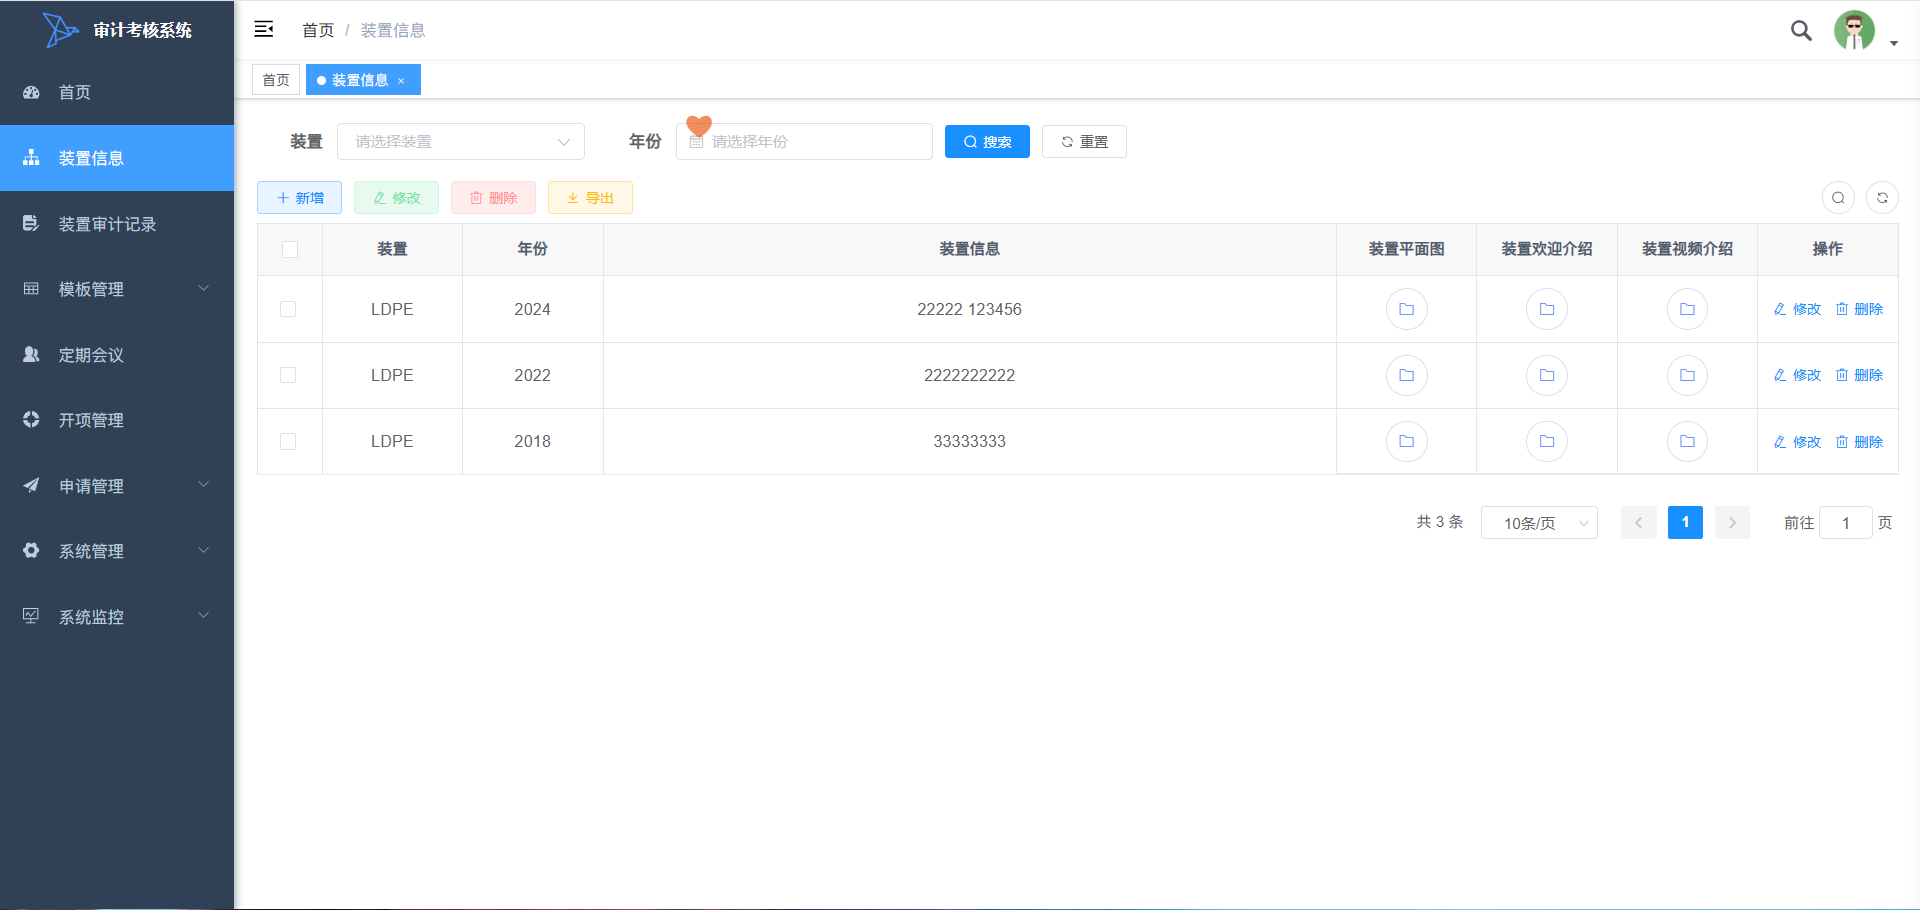 审计考核系统
首页
装置信息
装置审计记录
模板管理
定期会议
开项管理
申请管理
系统管理
系统监控
首页 / 装置信息
首页
装置信息 ×
装置 请选择装置 年份 请选择年份 搜索 重置
新增 修改 删除 导出
装置 年份 装置信息 装置平面图 装置欢迎介绍 装置视频介绍 操作
LDPE 2024 22222 123456 修改 删除
LDPE 2022 2222222222 修改 删除
LDPE 2018 33333333 修改 删除
共 3 条 10条/页 1 前往 1 页